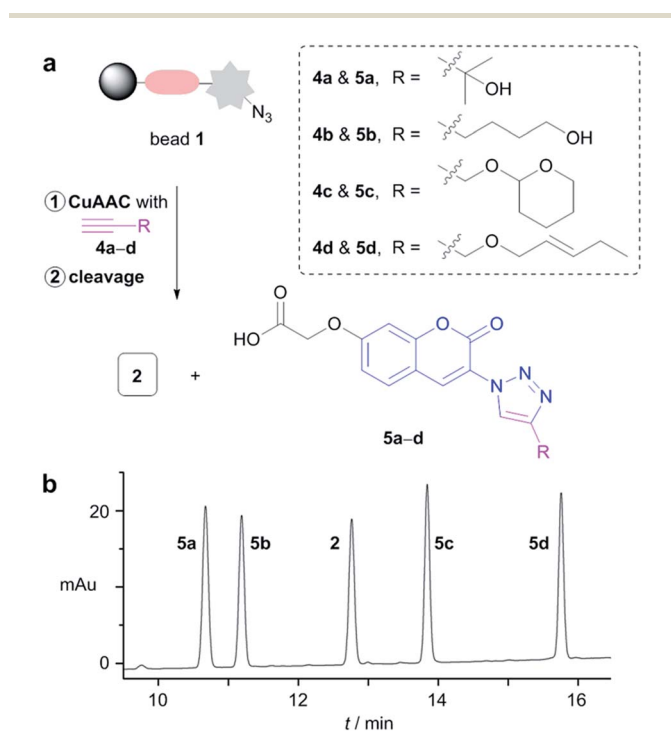 a
N₃
bead 1
① CuAAC with
R
4a–d
② cleavage
4a & 5a, R =
OH
4b & 5b, R =
OH
4c & 5c, R =
O
O
4d & 5d, R =
O
2
+
O
HO
O
O
O
N
N
N
R
5a–d
b
20
0
mAu
5a
5b
2
5c
5d
10
12
14
16
t / min